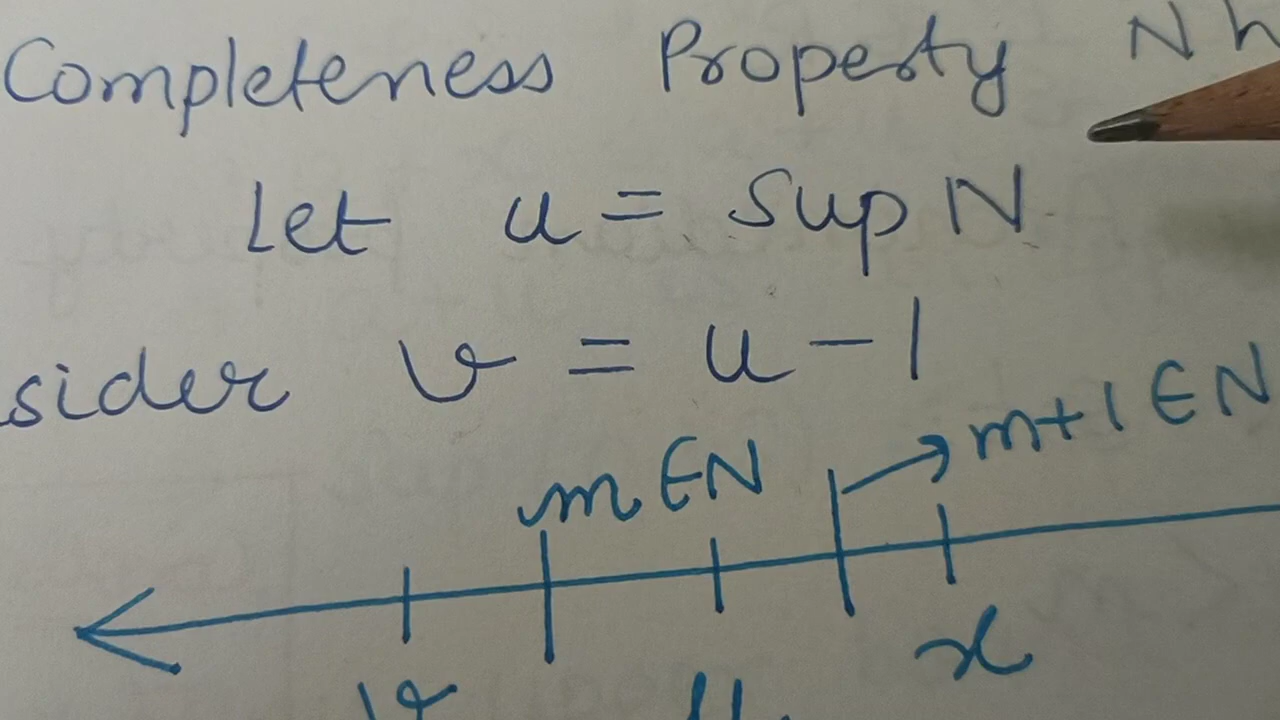 Completeness Property N h
Let u = Sup N
sider v = u - 1
m ∈ N
m+1 ∈ N
x
v u